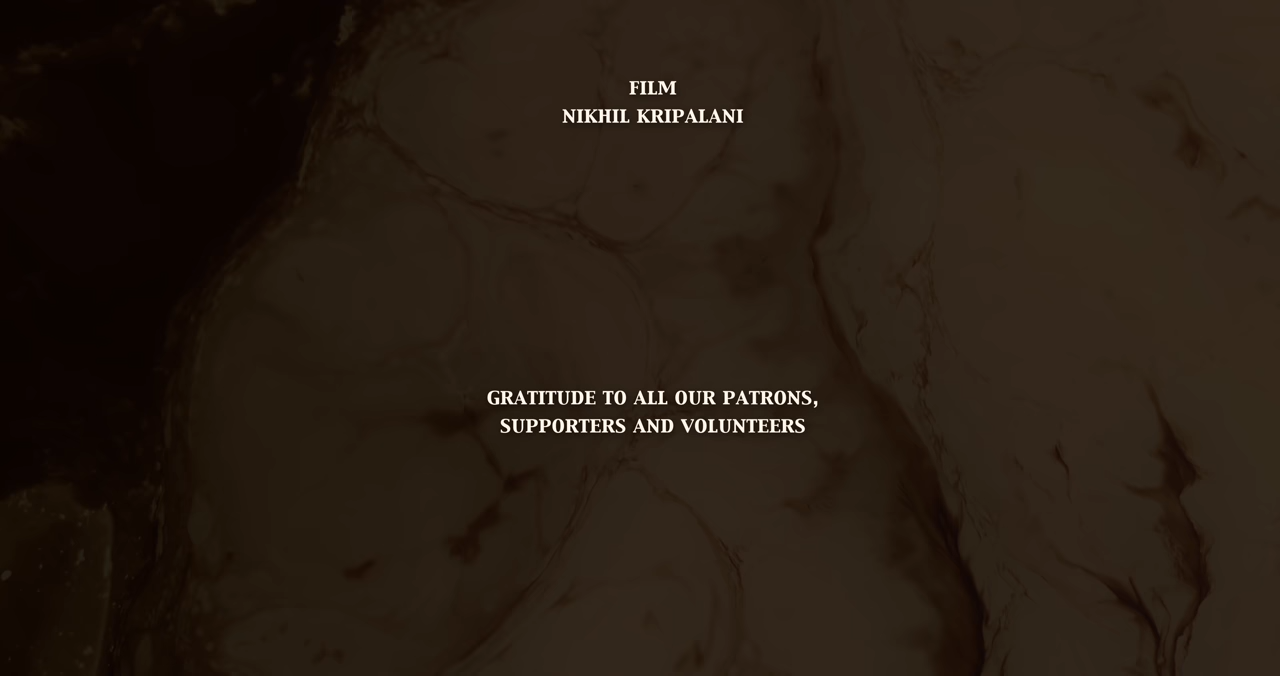 FILM
NIKHIL KRIPALANI
GRATITUDE TO ALL OUR PATRONS,
SUPPORTERS AND VOLUNTEERS